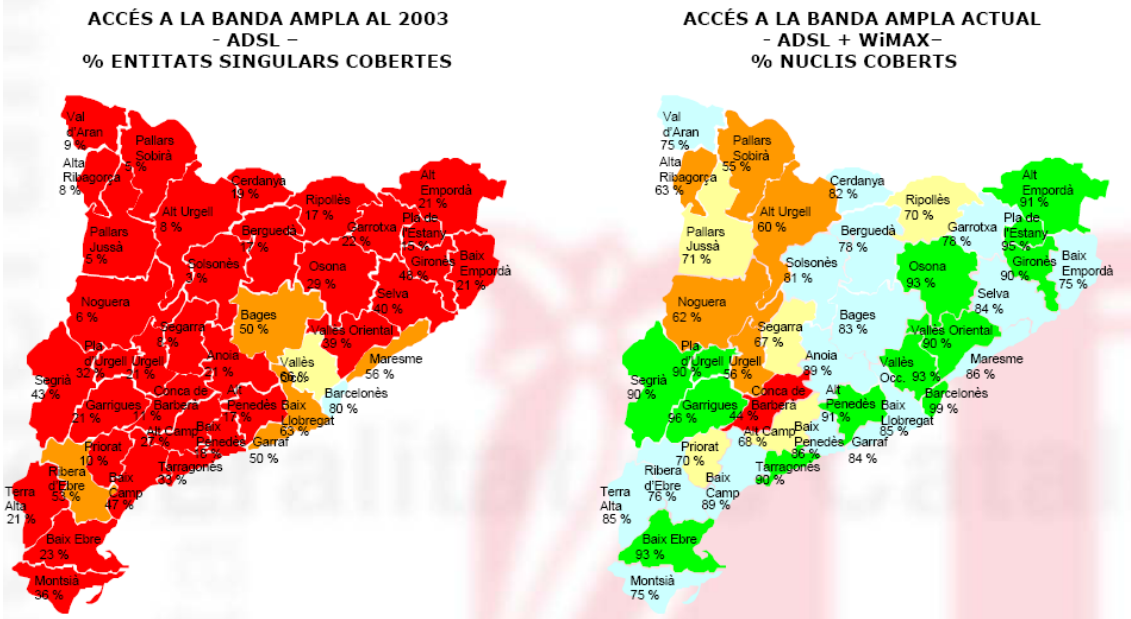 ACCÉS A LA BANDA AMPLA AL 2003
- ADSL –
% ENTITATS SINGULARS COBERTES
Val
d'Aran
9 %
Pallars
Sobirà
5 %
Alta
Ribagorça
8 %
Cerdanya
19 %
Alt
Empordà
21 %
Ripollès
17 %
Alt Urgell
8 %
Garrotxa
22 %
Pla de
l'Estany
15 %
Pallars
Jussà
5 %
Berguedà
17 %
Gironès
48 %
Baix
Empordà
21 %
Solsonès
3 %
Osona
29 %
Selva
40 %
Noguera
6 %
Bages
50 %
Segarra
8 %
Vallès Oriental
39 %
Pla
d'Urgell
32 %
Urgell
21 %
Anoia
21 %
Vallès
Maresme
56 %
Segrià
43 %
Barcelonès
80 %
Garrigues
21 %
Conca de
Barberà
11 %
Alt
Penedès
17 %
Baix
Llobregat
63 %
Alt Camp
27 %
Baix
Penedès
18 %
Garraf
50 %
Priorat
10 %
Tarragonès
33 %
Ribera
d'Ebre
53 %
Baix
Camp
47 %
Terra
Alta
21 %
Baix Ebre
23 %
Montsià
36 %
ACCÉS A LA BANDA AMPLA ACTUAL
- ADSL + WiMAX–
% NUCLIS COBERTS
Val
d'Aran
75 %
Pallars
Sobirà
55 %
Alta
Ribagorça
63 %
Cerdanya
82 %
Alt
Empordà
91 %
Ripollès
70 %
Alt Urgell
60 %
Garrotxa
78 %
Pla de
l'Estany
95 %
Pallars
Jussà
71 %
Berguedà
78 %
Gironès
90 %
Baix
Empordà
75 %
Solsonès
81 %
Osona
93 %
Selva
84 %
Noguera
62 %
Bages
83 %
Segarra
67 %
Vallès Oriental
90 %
Pla
d'Urgell
90 %
Urgell
56 %
Anoia
89 %
Vallès
Occ.
93 %
Maresme
86 %
Segrià
90 %
Barcelonès
99 %
Garrigues
96 %
Conca de
Barberà
44 %
Alt
Penedès
91 %
Baix
Llobregat
85 %
Alt Camp
68 %
Baix
Penedès
86 %
Garraf
84 %
Priorat
70 %
Tarragonès
90 %
Ribera
d'Ebre
76 %
Baix
Camp
89 %
Terra
Alta
85 %
Baix Ebre
93 %
Montsià
75 %